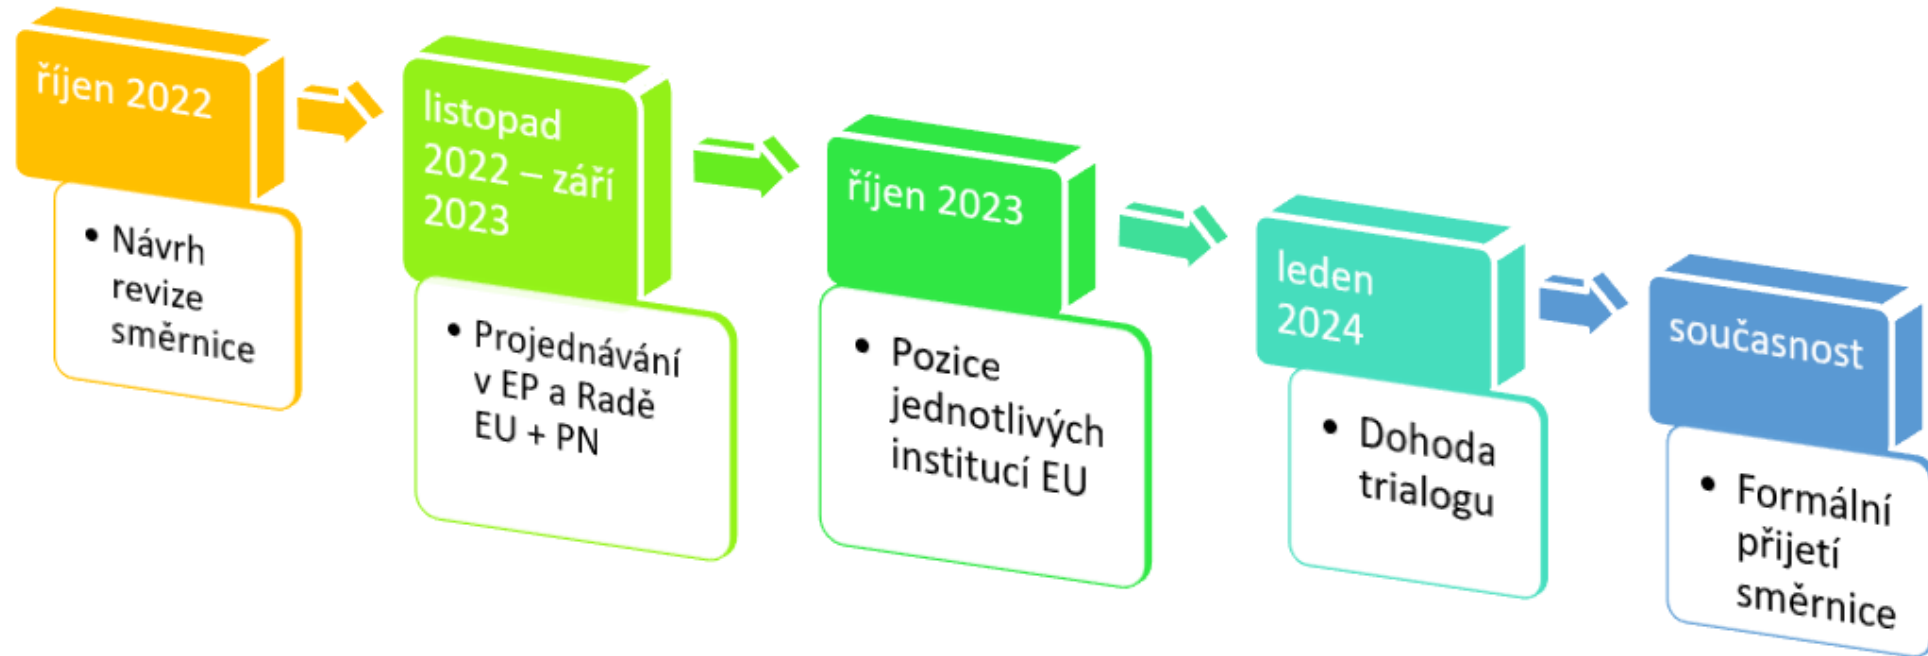 říjen 2022
• Návrh
revize
směrnice
listopad
2022 – září
2023
• Projednávání
v EP a Radě
EU + PN
říjen 2023
• Pozice
jednotlivých
institucí EU
leden
2024
• Dohoda
trialogu
současnost
• Formální
přijetí
směrnice